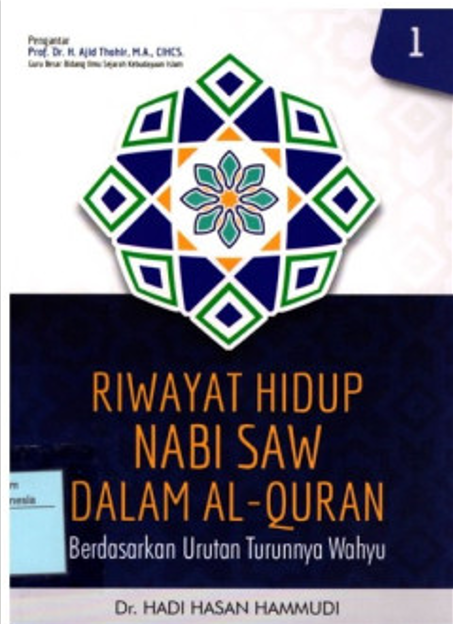 Pengantar
Prof. Dr. H. Ajid Thohir, M.A., CIHCS.
Guru Besar Bidang Ilmu Sejarah Kebudayaan Islam
1
RIWAYAT HIDUP
NABI SAW
DALAM AL-QURAN
Berdasarkan Urutan Turunnya Wahyu
Dr. HADI HASAN HAMMUDI